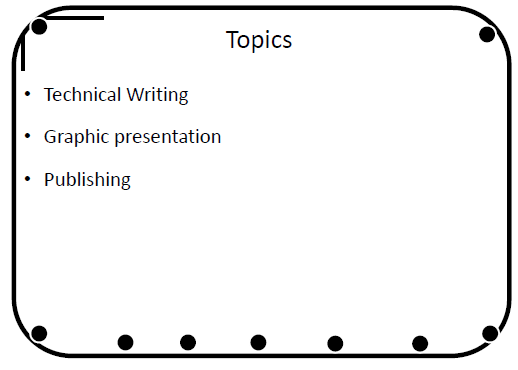 Topics
• Technical Writing
• Graphic presentation
• Publishing